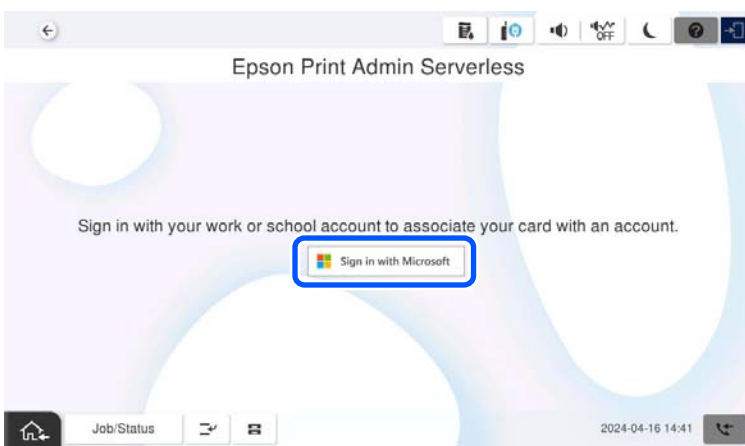 OFF
Epson Print Admin Serverless
Sign in with your work or school account to associate your card with an account.
Sign in with Microsoft
Job/Status
2024-04-16 14:41